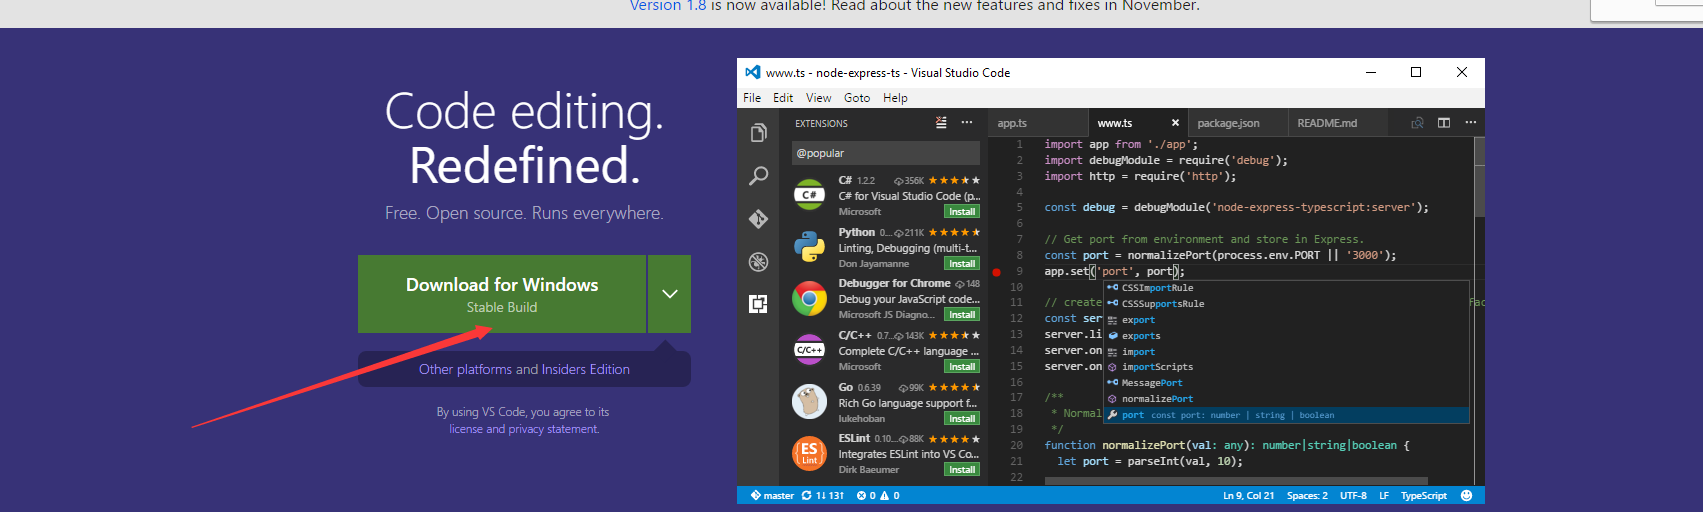 Version 1.8 is now available! Read about the new features and fixes in November.
Code editing.
Redefined.
Free. Open source. Runs everywhere.
Download for Windows
Stable Build
Other platforms and Insiders Edition
By using VS Code, you agree to its
license and privacy statement.
www.ts - node-express-ts - Visual Studio Code
File Edit View Goto Help
EXTENSIONS
@popular
C# 1.2.2 356K
C# for Visual Studio Code (p...
Microsoft Install
Python 0... 211K
Linting, Debugging (multi-t...
Don Jayamanne Install
Debugger for Chrome 148
Debug your JavaScript code...
Microsoft JS Diagno... Install
C/C++ 0.7... 143K
Complete C/C++ language ...
Microsoft Install
Go 0.6.39 99K
Rich Go language support f...
lukehoban Install
ES
Lint
ESLint 0.10... 88K
Integrates ESLint into VS Co...
Dirk Baeumer Install
app.ts www.ts package.json README.md
1 import app from './app';
2 import debugModule = require('debug');
3 import http = require('http');
4
5 const debug = debugModule('node-express-typescript:server');
6
7 // Get port from environment and store in Express.
8 const port = normalizePort(process.env.PORT || '3000');
9 app.set('port', port);
10
11 // create Fac
12 const ser
13 server.li
14 server.on
15 server.on
16
17 /**
18 * Normal
19 */
20 function normalizePort(val: any): number|string|boolean {
21 let port = parseInt(val, 10);
22
CSSImportRule
CSSSupportsRule
export
exports
import
importScripts
MessagePort
normalizePort
port const port: number | string | boolean
master 1↓ 13↑ 0 0 Ln 9, Col 21 Spaces: 2 UTF-8 LF TypeScript